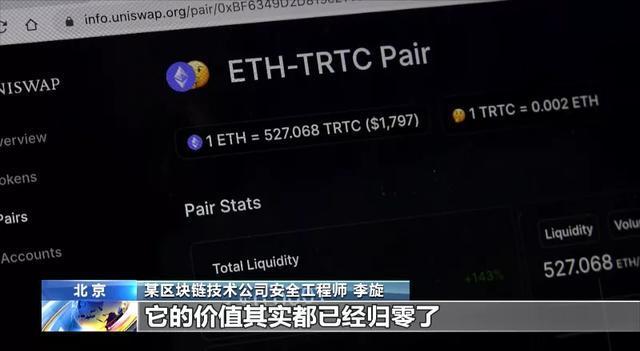 info.uniswap.org/pair/0xBF6349D2D
NISWAP
ETH-TRTC Pair
verview
1 ETH = 527.068 TRTC ($1,797)
1 TRTC = 0.002 ETH
okens
Pairs
Pair Stats
Accounts
Liquidity
Volu
Total Liquidity
+143%
527.068
ETH/
北京
某区块链技术公司安全工程师 李旋
它的价值其实都已经归零了